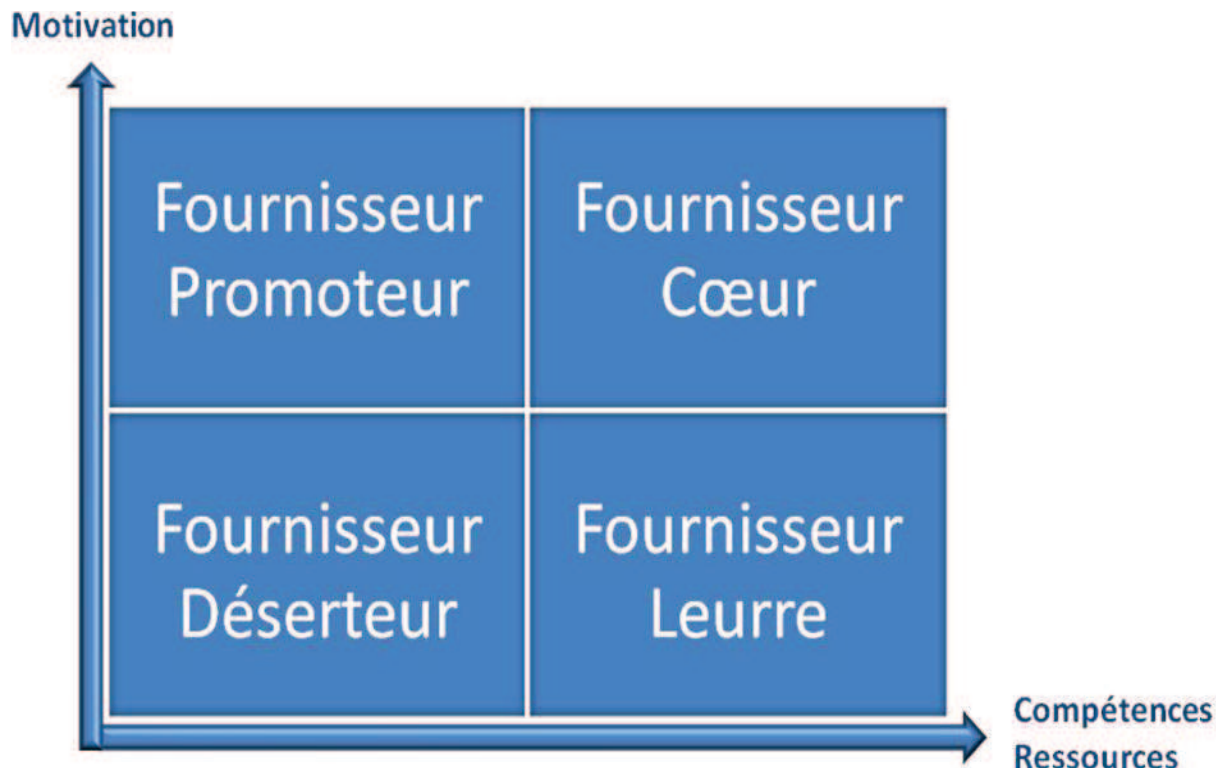 Motivation
Fournisseur
Promoteur
Fournisseur
Cœur
Fournisseur
Déserteur
Fournisseur
Leurre
Compétences
Ressources